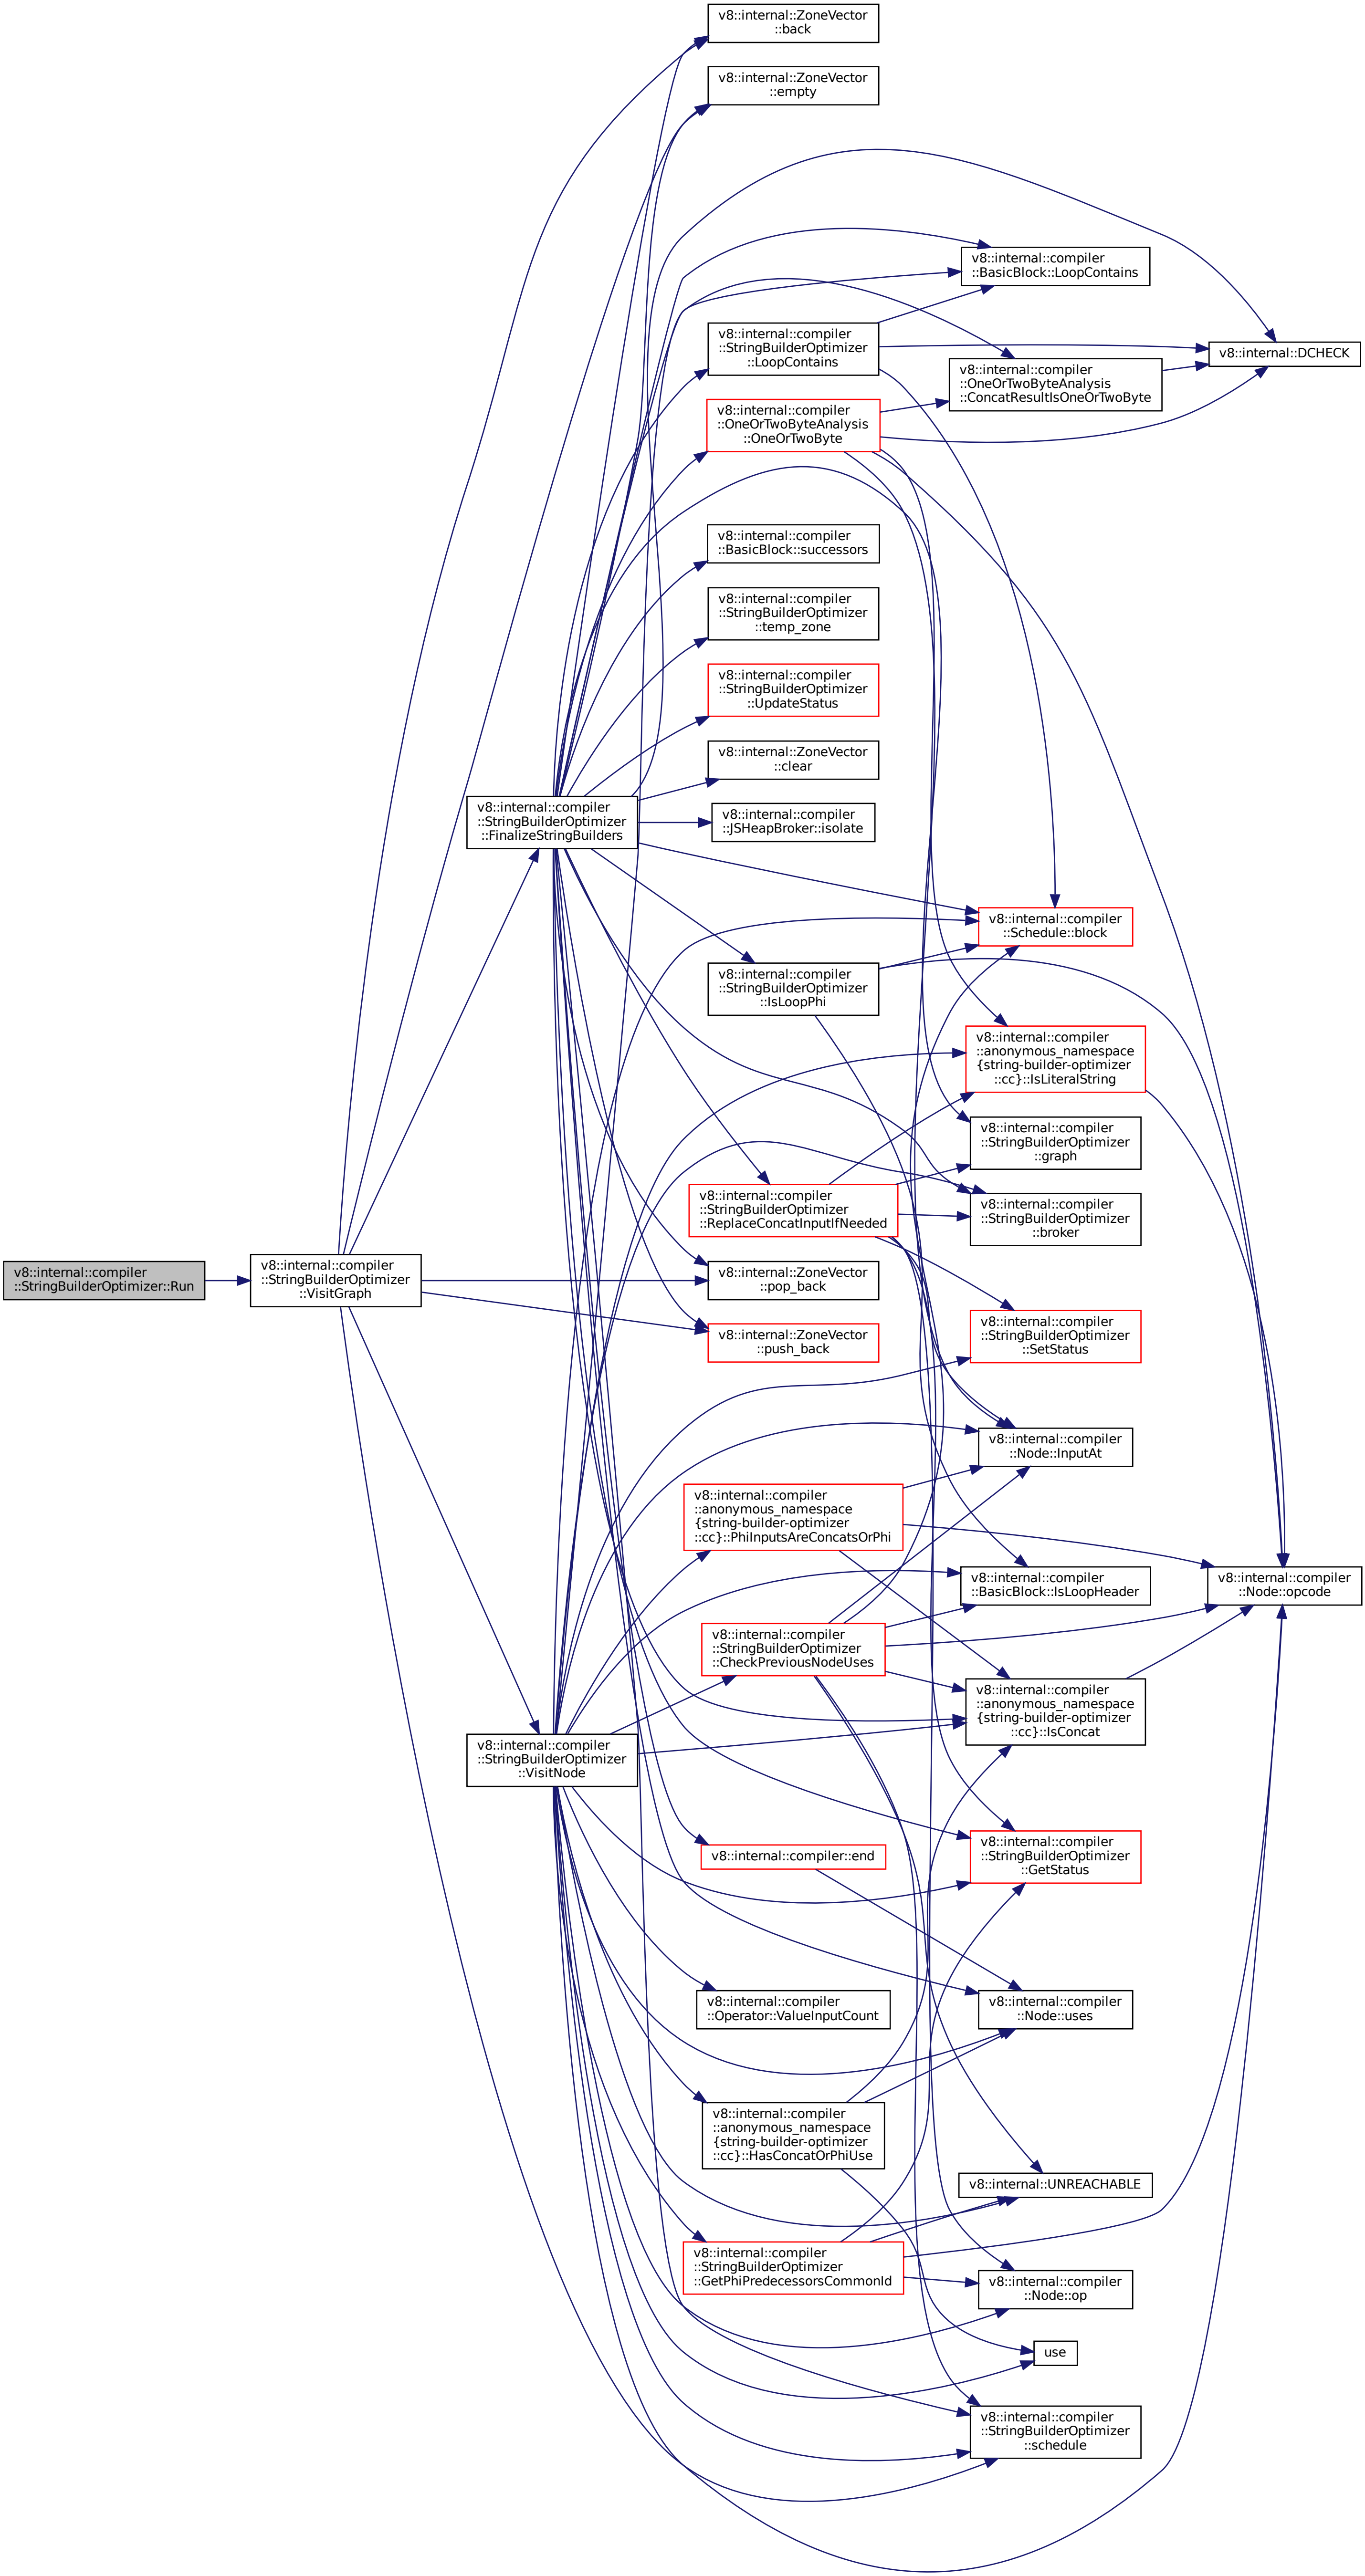 v8::internal::ZoneVector
::back
v8::internal::ZoneVector
::empty
v8::internal::compiler
::BasicBlock::LoopContains
v8::internal::compiler
::StringBuilderOptimizer
::LoopContains
v8::internal::DCHECK
v8::internal::compiler
::OneOrTwoByteAnalysis
::ConcatResultIsOneOrTwoByte
v8::internal::compiler
::OneOrTwoByteAnalysis
::OneOrTwoByte
v8::internal::compiler
::BasicBlock::successors
v8::internal::compiler
::StringBuilderOptimizer
::temp_zone
v8::internal::compiler
::StringBuilderOptimizer
::UpdateStatus
v8::internal::ZoneVector
::clear
v8::internal::compiler
::StringBuilderOptimizer
::FinalizeStringBuilders
v8::internal::compiler
::JSHeapBroker::isolate
v8::internal::compiler
::Schedule::block
v8::internal::compiler
::StringBuilderOptimizer
::IsLoopPhi
v8::internal::compiler
::anonymous_namespace
{string-builder-optimizer
::cc}::IsLiteralString
v8::internal::compiler
::StringBuilderOptimizer
::graph
v8::internal::compiler
::StringBuilderOptimizer
::ReplaceConcatInputIfNeeded
v8::internal::compiler
::StringBuilderOptimizer
::broker
v8::internal::compiler
::StringBuilderOptimizer::Run
v8::internal::compiler
::StringBuilderOptimizer
::VisitGraph
v8::internal::ZoneVector
::pop_back
v8::internal::ZoneVector
::push_back
v8::internal::compiler
::StringBuilderOptimizer
::SetStatus
v8::internal::compiler
::Node::InputAt
v8::internal::compiler
::anonymous_namespace
{string-builder-optimizer
::cc}::PhiInputsAreConcatsOrPhi
v8::internal::compiler
::BasicBlock::IsLoopHeader
v8::internal::compiler
::Node::opcode
v8::internal::compiler
::StringBuilderOptimizer
::CheckPreviousNodeUses
v8::internal::compiler
::anonymous_namespace
{string-builder-optimizer
::cc}::IsConcat
v8::internal::compiler
::StringBuilderOptimizer
::VisitNode
v8::internal::compiler::end
v8::internal::compiler
::StringBuilderOptimizer
::GetStatus
v8::internal::compiler
::Operator::ValueInputCount
v8::internal::compiler
::Node::uses
v8::internal::compiler
::anonymous_namespace
{string-builder-optimizer
::cc}::HasConcatOrPhiUse
v8::internal::UNREACHABLE
v8::internal::compiler
::StringBuilderOptimizer
::GetPhiPredecessorsCommonId
v8::internal::compiler
::Node::op
use
v8::internal::compiler
::StringBuilderOptimizer
::schedule